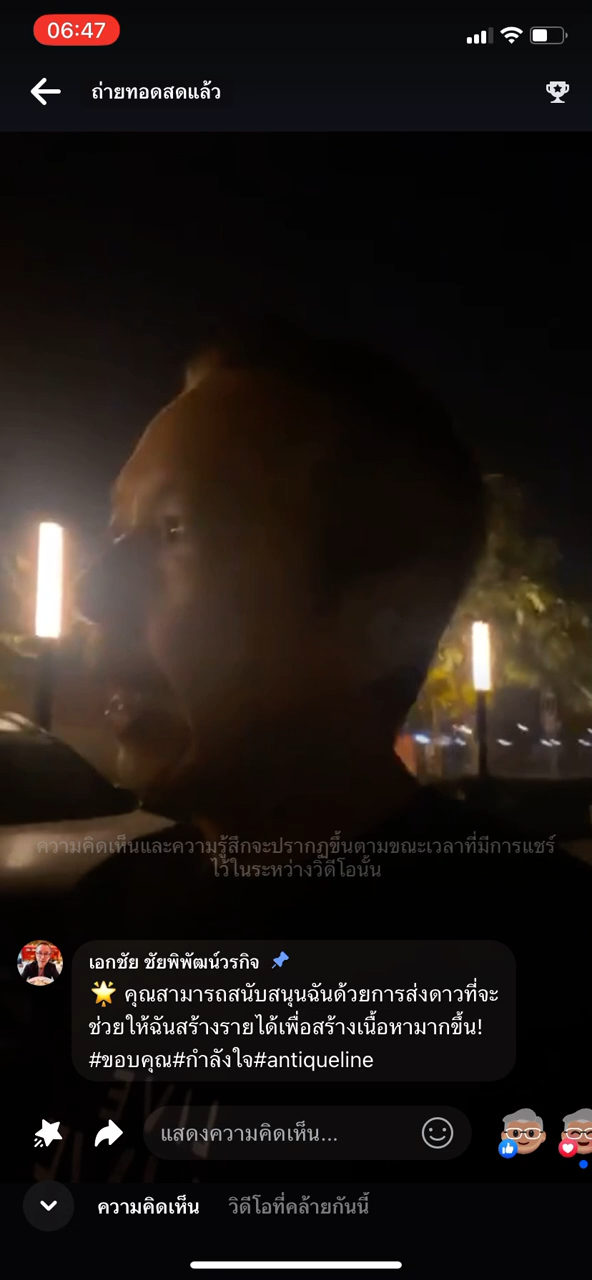 06:47
ถ่ายทอดสดแล้ว
ความคิดเห็นและความรู้สึกจะปรากฏขึ้นตามขณะเวลาที่มีการแชร์
ไว้ในระหว่างวิดีโอนั้น
เอกชัย ชัยพิพัฒน์วรกิจ
🌟 คุณสามารถสนับสนุนฉันด้วยการส่งดาวที่จะ
ช่วยให้ฉันสร้างรายได้เพื่อสร้างเนื้อหามากขึ้น!
#ขอบคุณ#กำลังใจ#antiqueline
แสดงความคิดเห็น...
ความคิดเห็น วิดีโอที่คล้ายกันนี้